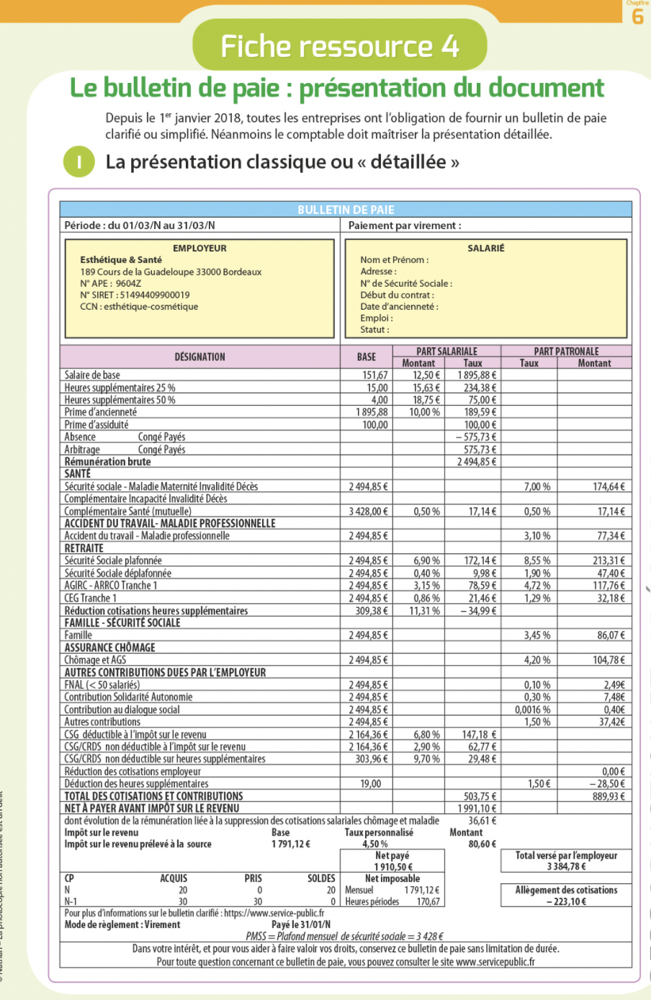 Chapitre
6
Fiche ressource 4
Le bulletin de paie : présentation du document
Depuis le 1er janvier 2018, toutes les entreprises ont l'obligation de fournir un bulletin de paie
clarifié ou simplifié. Néanmoins le comptable doit maîtriser la présentation détaillée.
I La présentation classique ou « détaillée »
BULLETIN DE PAIE
Période : du 01/03/N au 31/03/N Paiement par virement :
EMPLOYEUR
Esthétique & Santé
189 Cours de la Guadeloupe 33000 Bordeaux
N° APE : 9604Z
N° SIRET : 51494409900019
CCN : esthétique-cosmétique
SALARIÉ
Nom et Prénom :
Adresse :
N° de Sécurité Sociale :
Début du contrat :
Date d'ancienneté :
Emploi :
Statut :
DÉSIGNATION BASE PART SALARIALE PART PATRONALE
Montant Taux Taux Montant
Salaire de base 151,67 12,50 € 1 895,88 €
Heures supplémentaires 25 % 15,00 15,63 € 234,38 €
Heures supplémentaires 50 % 4,00 18,75 € 75,00 €
Prime d'ancienneté 1 895,88 10,00 % 189,59 €
Prime d'assiduité 100,00 100,00 €
Absence Congé Payés – 575,73 €
Arbitrage Congé Payés 575,73 €
Rémunération brute 2 494,85 €
SANTÉ
Sécurité sociale - Maladie Maternité Invalidité Décès 2 494,85 € 7,00 % 174,64 €
Complémentaire Incapacité Invalidité Décès
Complémentaire Santé (mutuelle) 3 428,00 € 0,50 % 17,14 € 0,50 % 17,14 €
ACCIDENT DU TRAVAIL- MALADIE PROFESSIONNELLE
Accident du travail - Maladie professionnelle 2 494,85 € 3,10 % 77,34 €
RETRAITE
Sécurité Sociale plafonnée 2 494,85 € 6,90 % 172,14 € 8,55 % 213,31 €
Sécurité Sociale déplafonnée 2 494,85 € 0,40 % 9,98 € 1,90 % 47,40 €
AGIRC - ARRCO Tranche 1 2 494,85 € 3,15 % 78,59 € 4,72 % 117,76 €
CEG Tranche 1 2 494,85 € 0,86 % 21,46 € 1,29 % 32,18 €
Réduction cotisations heures supplémentaires 309,38 € 11,31 % – 34,99 €
FAMILLE - SÉCURITÉ SOCIALE
Famille 2 494,85 € 3,45 % 86,07 €
ASSURANCE CHÔMAGE
Chômage et AGS 2 494,85 € 4,20 % 104,78 €
AUTRES CONTRIBUTIONS DUES PAR L'EMPLOYEUR
FNAL (< 50 salariés) 2 494,85 € 0,10 % 2,49€
Contribution Solidarité Autonomie 2 494,85 € 0,30 % 7,48€
Contribution au dialogue social 2 494,85 € 0,0016 % 0,40€
Autres contributions 2 494,85 € 1,50 % 37,42€
CSG déductible à l'impôt sur le revenu 2 164,36 € 6,80 % 147,18 €
CSG/CRDS non déductible à l'impôt sur le revenu 2 164,36 € 2,90 % 62,77 €
CSG/CRDS non déductible sur heures supplémentaires 303,96 € 9,70 % 29,48 €
Réduction des cotisations employeur 0,00 €
Déduction des heures supplémentaires 19,00 1,50 € – 28,50 €
TOTAL DES COTISATIONS ET CONTRIBUTIONS 503,75 € 889,93 €
NET À PAYER AVANT IMPÔT SUR LE REVENU 1 991,10 €
dont évolution de la rémunération liée à la suppression des cotisations salariales chômage et maladie 36,61 €
Impôt sur le revenu Base Taux personnalisé Montant
Impôt sur le revenu prélevé à la source 1 791,12 € 4,50 % 80,60 €
Net payé Total versé par l'employeur
1 910,50 € 3 384,78 €
CP ACQUIS PRIS SOLDES Net imposable
N 20 0 20 Mensuel 1 791,12 € Allègement des cotisations
N-1 30 30 0 Heures périodes 170,67 – 223,10 €
Pour plus d'informations sur le bulletin clarifié : https://www.service-public.fr
Mode de règlement : Virement Payé le 31/01/N
PMSS = Plafond mensuel de sécurité sociale = 3 428 €
Dans votre intérêt, et pour vous aider à faire valoir vos droits, conservez ce bulletin de paie sans limitation de durée.
Pour toute question concernant ce bulletin de paie, vous pouvez consulter le site www.servicepublic.fr
© Nathan – La photocopie non autorisée est un délit